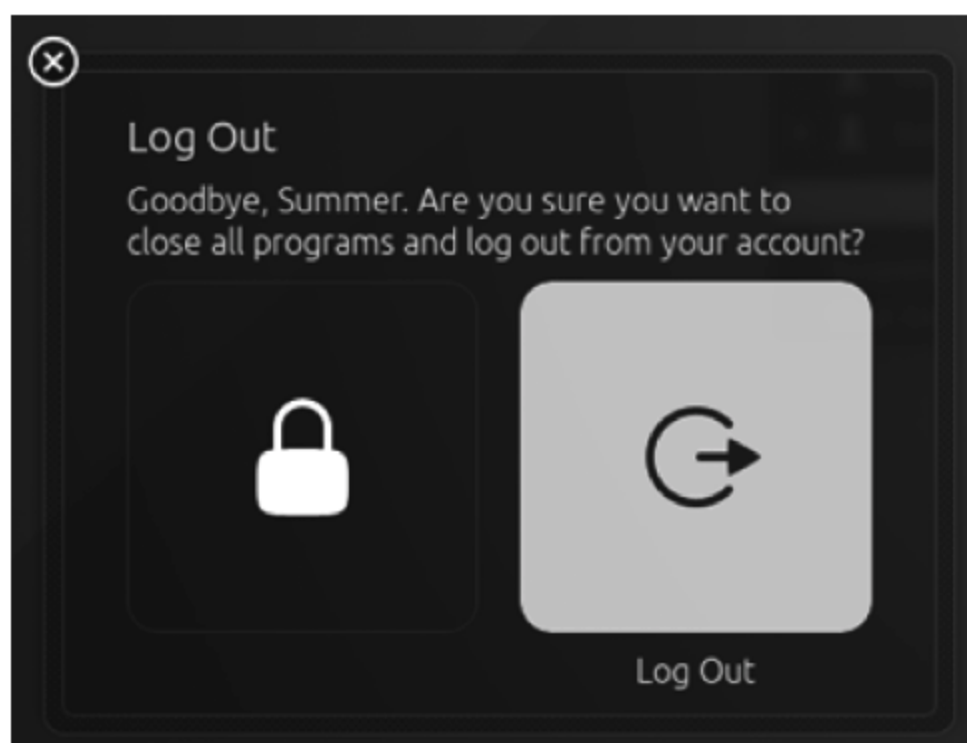 Log Out
Goodbye, Summer. Are you sure you want to
close all programs and log out from your account?
Log Out